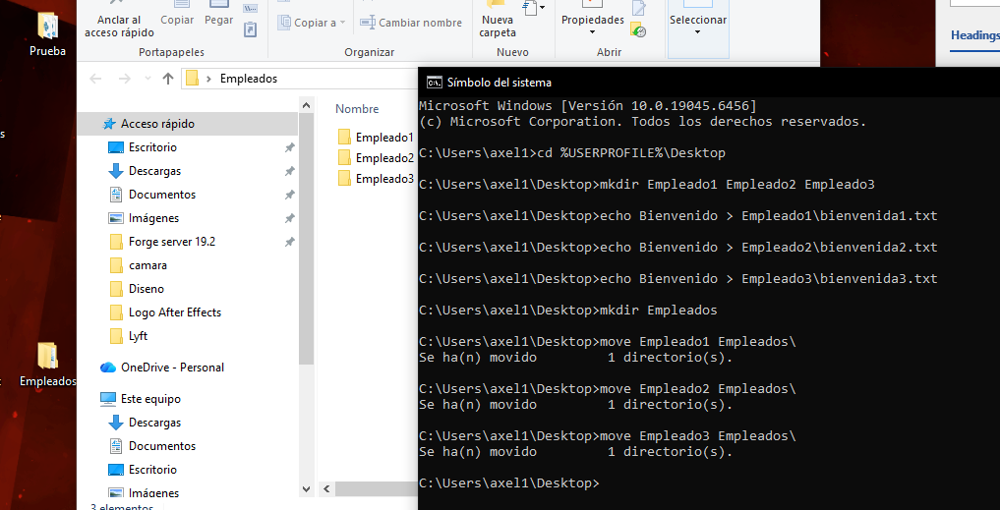 Prueba
Empleados
Anclar al
acceso rápido
Copiar
Pegar
Portapapeles
Copiar a
Cambiar nombre
Organizar
Nueva
carpeta
Nuevo
Propiedades
Abrir
Seleccionar
Headings
Empleados
Nombre
Empleado1
Empleado2
Empleado3
Acceso rápido
Escritorio
Descargas
Documentos
Imágenes
Forge server 19.2
camara
Diseno
Logo After Effects
Lyft
OneDrive - Personal
Este equipo
Descargas
Documentos
Escritorio
Imágenes
3 elementos
Símbolo del sistema
Microsoft Windows [Versión 10.0.19045.6456]
(c) Microsoft Corporation. Todos los derechos reservados.
C:\Users\axel1>cd %USERPROFILE%\Desktop
C:\Users\axel1\Desktop>mkdir Empleado1 Empleado2 Empleado3
C:\Users\axel1\Desktop>echo Bienvenido > Empleado1\bienvenida1.txt
C:\Users\axel1\Desktop>echo Bienvenido > Empleado2\bienvenida2.txt
C:\Users\axel1\Desktop>echo Bienvenido > Empleado3\bienvenida3.txt
C:\Users\axel1\Desktop>mkdir Empleados
C:\Users\axel1\Desktop>move Empleado1 Empleados\
Se ha(n) movido         1 directorio(s).
C:\Users\axel1\Desktop>move Empleado2 Empleados\
Se ha(n) movido         1 directorio(s).
C:\Users\axel1\Desktop>move Empleado3 Empleados\
Se ha(n) movido         1 directorio(s).
C:\Users\axel1\Desktop>